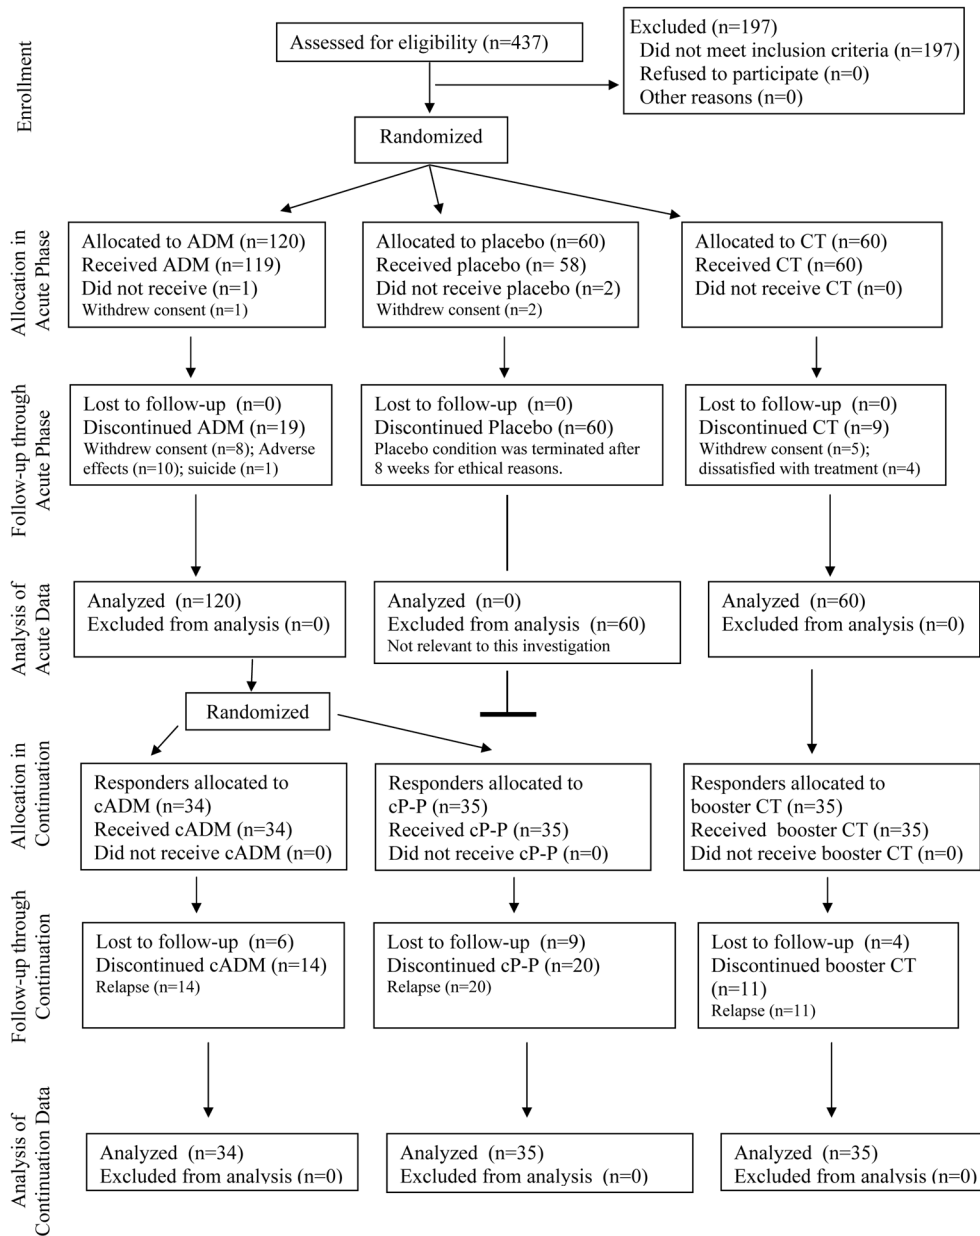 Enrollment
Assessed for eligibility (n=437)
Excluded (n=197)
Did not meet inclusion criteria (n=197)
Refused to participate (n=0)
Other reasons (n=0)
Randomized
Allocation in
Acute Phase
Allocated to ADM (n=120)
Received ADM (n=119)
Did not receive (n=1)
Withdrew consent (n=1)
Allocated to placebo (n=60)
Received placebo (n= 58)
Did not receive placebo (n=2)
Withdrew consent (n=2)
Allocated to CT (n=60)
Received CT (n=60)
Did not receive CT (n=0)
Follow-up through
Acute Phase
Lost to follow-up (n=0)
Discontinued ADM (n=19)
Withdrew consent (n=8); Adverse
effects (n=10); suicide (n=1)
Lost to follow-up (n=0)
Discontinued Placebo (n=60)
Placebo condition was terminated after
8 weeks for ethical reasons.
Lost to follow-up (n=0)
Discontinued CT (n=9)
Withdrew consent (n=5);
dissatisfied with treatment (n=4)
Analysis of
Acute Data
Analyzed (n=120)
Excluded from analysis (n=0)
Analyzed (n=0)
Excluded from analysis (n=60)
Not relevant to this investigation
Analyzed (n=60)
Excluded from analysis (n=0)
Randomized
Allocation in
Continuation
Responders allocated to
cADM (n=34)
Received cADM (n=34)
Did not receive cADM (n=0)
Responders allocated to
cP-P (n=35)
Received cP-P (n=35)
Did not receive cP-P (n=0)
Responders allocated to
booster CT (n=35)
Received booster CT (n=35)
Did not receive booster CT (n=0)
Follow-up through
Continuation
Lost to follow-up (n=6)
Discontinued cADM (n=14)
Relapse (n=14)
Lost to follow-up (n=9)
Discontinued cP-P (n=20)
Relapse (n=20)
Lost to follow-up (n=4)
Discontinued booster CT
(n=11)
Relapse (n=11)
Analysis of
Continuation Data
Analyzed (n=34)
Excluded from analysis (n=0)
Analyzed (n=35)
Excluded from analysis (n=0)
Analyzed (n=35)
Excluded from analysis (n=0)